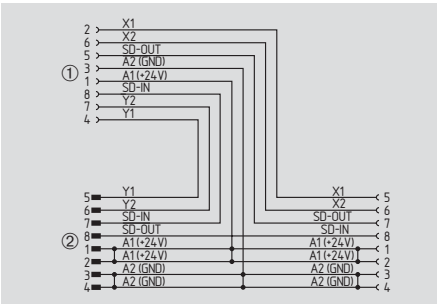 2 X1
6 X2
5 SD-OUT
3 A2 (GND)
① 1 A1 (+24V)
8 SD-IN
7 Y2
4 Y1
5 Y1 X1 5
6 Y2 X2 6
7 SD-IN SD-OUT 7
② 8 SD-OUT SD-IN 8
1 A1 (+24V) A1 (+24V) 1
2 A1 (+24V) A1 (+24V) 2
3 A2 (GND) A2 (GND) 3
4 A2 (GND) A2 (GND) 4